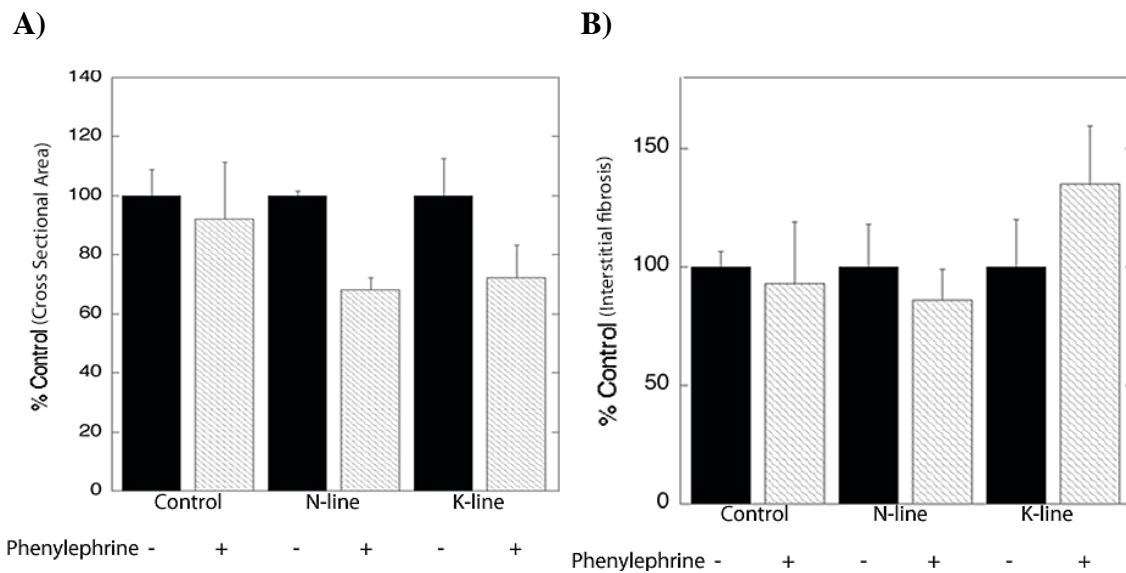 A)
% Control (Cross Sectional Area)
140
120
100
80
60
40
20
0
Control N-line K-line
Phenylephrine - + - + - +
B)
% Control (Interstitial fibrosis)
150
100
50
0
Control N-line K-line
Phenylephrine - + - + - +